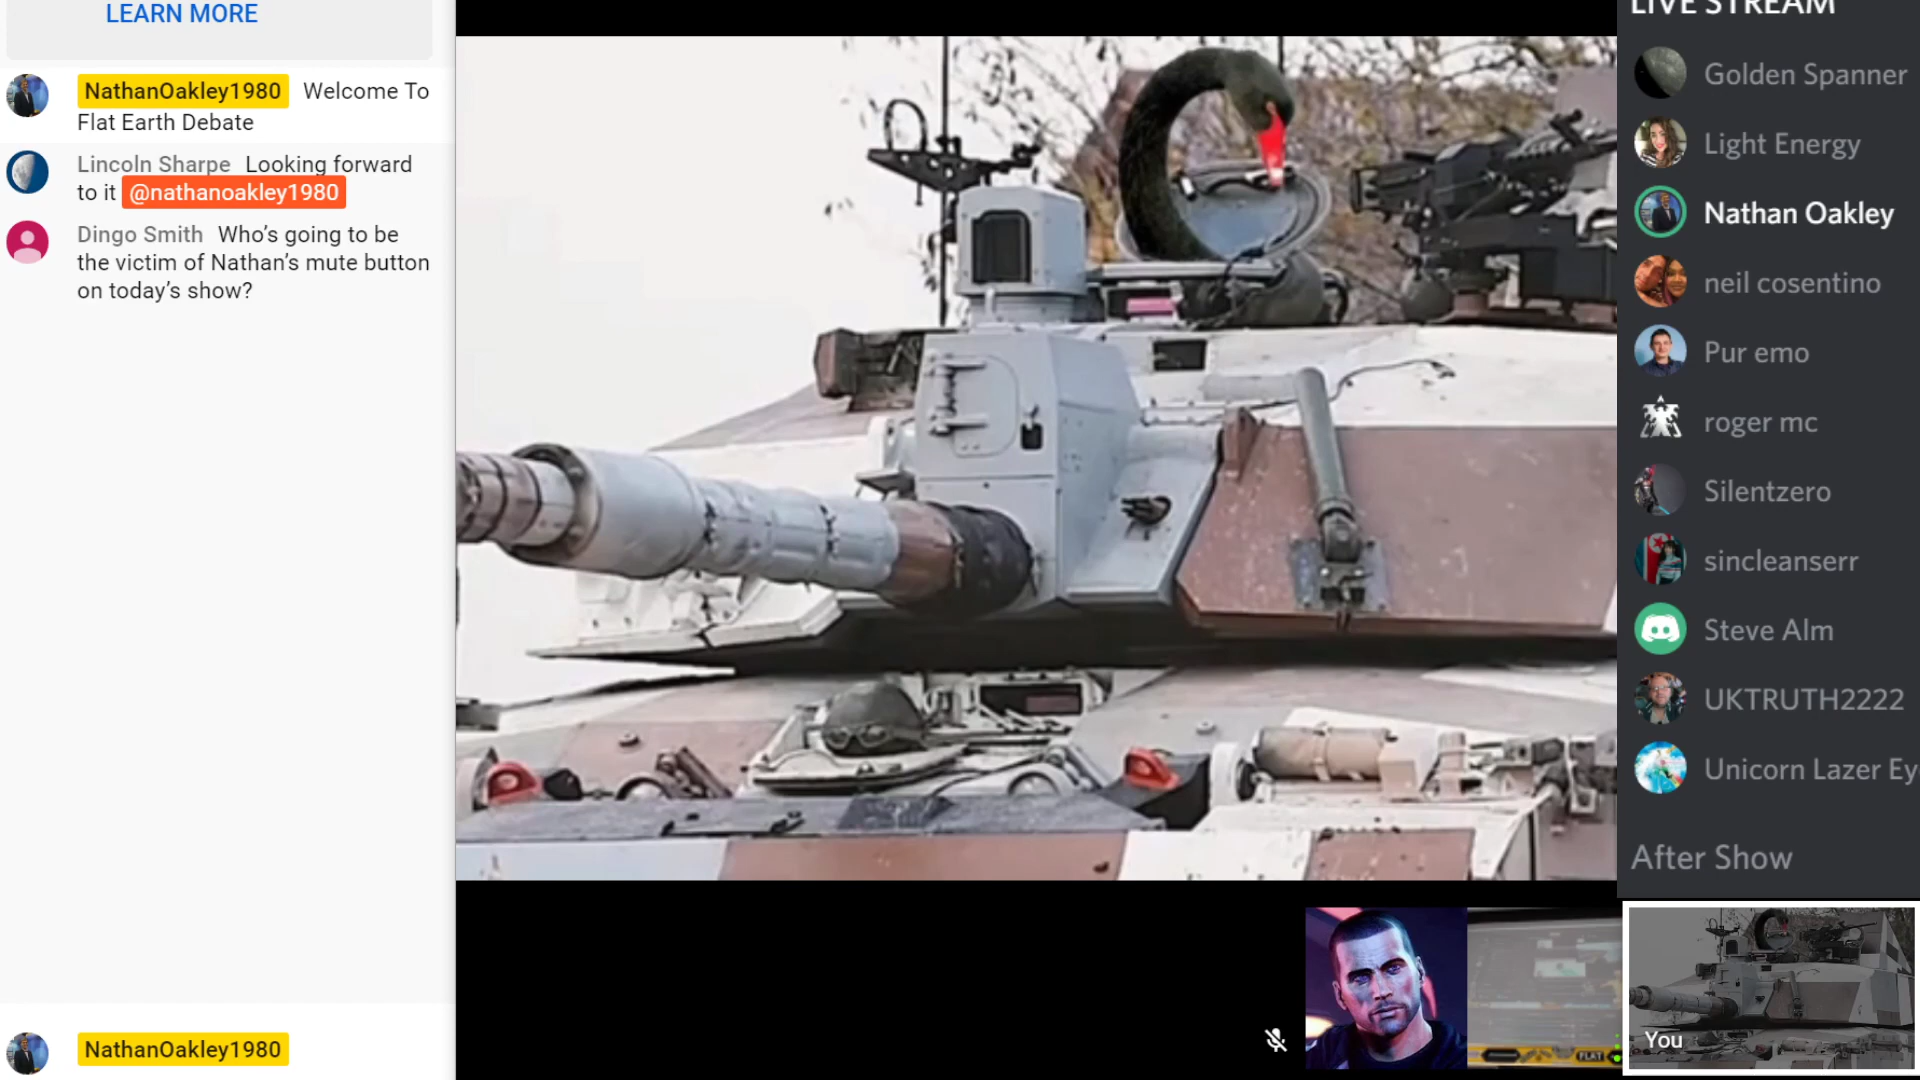 LEARN MORE
NathanOakley1980 Welcome To
Flat Earth Debate
Lincoln Sharpe Looking forward
to it @nathanoakley1980
Dingo Smith Who’s going to be
the victim of Nathan’s mute button
on today’s show?
NathanOakley1980
LIVE STREAM
Golden Spanner
Light Energy
Nathan Oakley
neil cosentino
Pur emo
roger mc
Silentzero
sincleanserr
Steve Alm
UKTRUTH2222
Unicorn Lazer Ey
After Show
FLAT
You